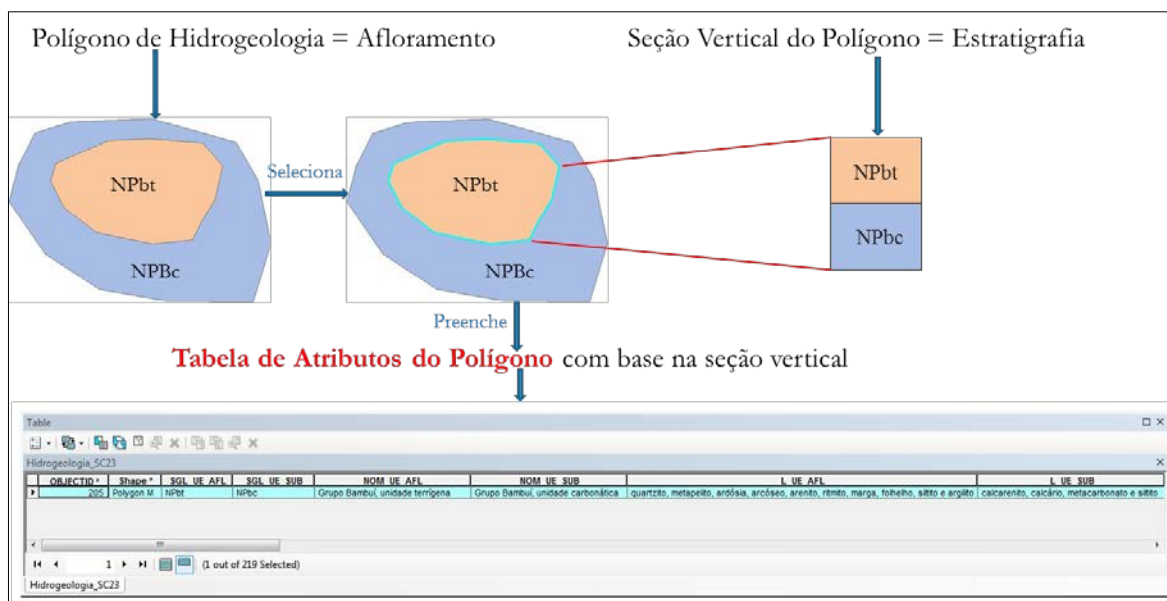 Polígono de Hidrogeologia = Afloramento
Seção Vertical do Polígono = Estratigrafia
NPbt
NPBc
Seleciona
NPbt
NPBc
NPbt
NPbc
Preenche
Tabela de Atributos do Polígono com base na seção vertical
Table
Hidrogeologia_SC23
OBJECTID * Shape * SGL_UE_AFL SGL_UE_SUB NOM_UE_AFL NOM_UE_SUB L_UE_AFL L_UE_SUB
205 Polygon M NPbt NPbc Grupo Bambuí, unidade terrígena Grupo Bambuí, unidade carbonática quartzito, metapelito, ardósia, arcóseo, arenito, ritmito, marga, folhelho, siltito e argilito calcarenito, calcário, metacarbonato e siltito
1 (1 out of 219 Selected)
Hidrogeologia_SC23